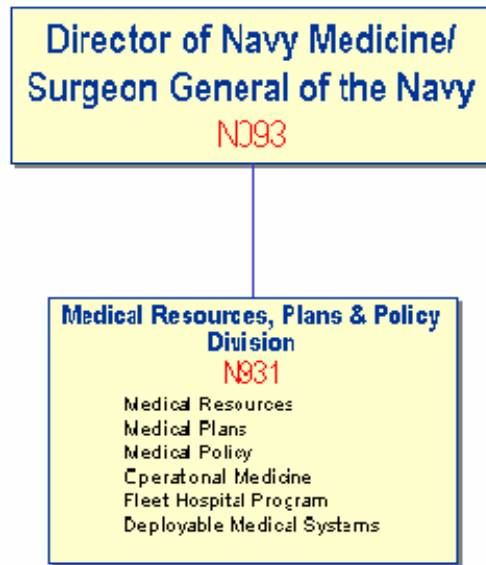 Director of Navy Medicine/
Surgeon General of the Navy
N093
Medical Resources, Plans & Policy
Division
N931
Medical Resources
Medical Plans
Medical Policy
Operatonal Medicine
Fleet Hospital Program
Deployable Medical Systems